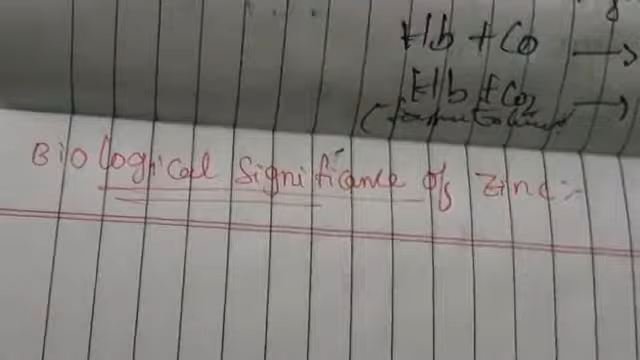 Hb + Co →
Hb + Co2 →
Biological Significance of Zinc :-